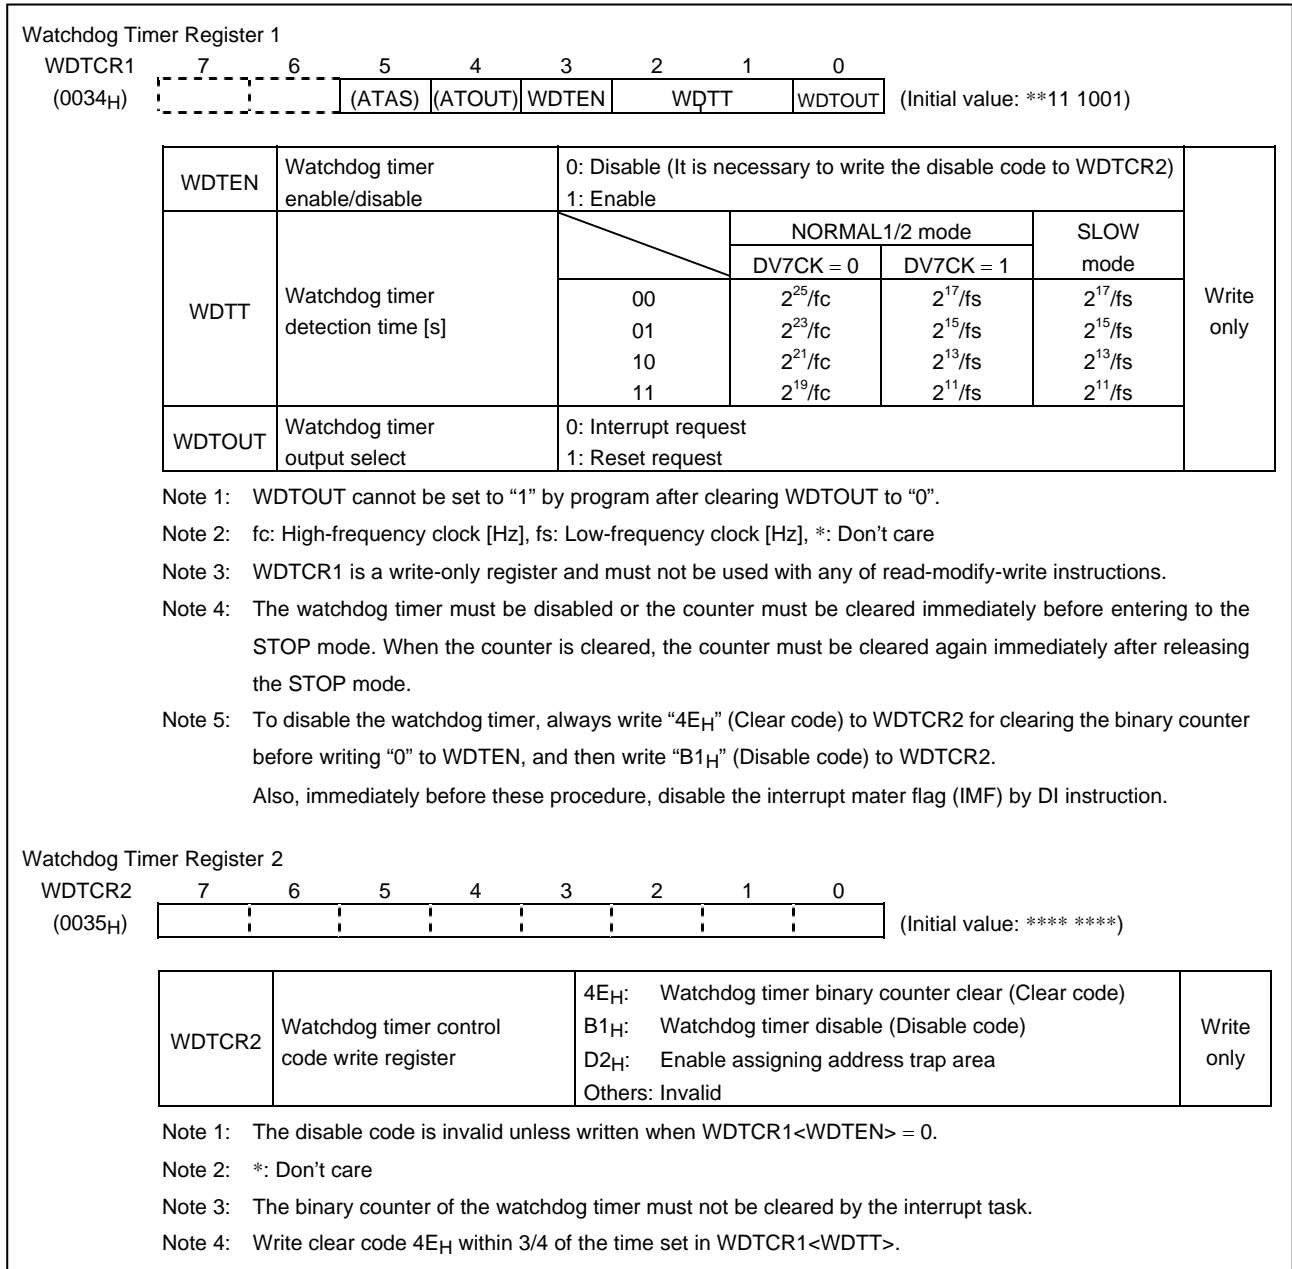 Watchdog Timer Register 1
WDTCR1 7 6 5 4 3 2 1 0
(0034H) (ATAS) (ATOUT) WDTEN WDTT WDTOUT (Initial value: **11 1001)
WDTEN Watchdog timer enable/disable 0: Disable (It is necessary to write the disable code to WDTCR2)
1: Enable
NORMAL1/2 mode SLOW mode
DV7CK = 0 DV7CK = 1
WDTT Watchdog timer detection time [s] Write only
00 2^25/fc 2^17/fs 2^17/fs
01 2^23/fc 2^15/fs 2^15/fs
10 2^21/fc 2^13/fs 2^13/fs
11 2^19/fc 2^11/fs 2^11/fs
WDTOUT Watchdog timer output select 0: Interrupt request
1: Reset request
Note 1: WDTOUT cannot be set to “1” by program after clearing WDTOUT to “0”.
Note 2: fc: High-frequency clock [Hz], fs: Low-frequency clock [Hz], *: Don’t care
Note 3: WDTCR1 is a write-only register and must not be used with any of read-modify-write instructions.
Note 4: The watchdog timer must be disabled or the counter must be cleared immediately before entering to the
STOP mode. When the counter is cleared, the counter must be cleared again immediately after releasing
the STOP mode.
Note 5: To disable the watchdog timer, always write “4EH” (Clear code) to WDTCR2 for clearing the binary counter
before writing “0” to WDTEN, and then write “B1H” (Disable code) to WDTCR2.
Also, immediately before these procedure, disable the interrupt mater flag (IMF) by DI instruction.
Watchdog Timer Register 2
WDTCR2 7 6 5 4 3 2 1 0
(0035H) (Initial value: **** ****)
WDTCR2 Watchdog timer control code write register Write only
4EH: Watchdog timer binary counter clear (Clear code)
B1H: Watchdog timer disable (Disable code)
D2H: Enable assigning address trap area
Others: Invalid
Note 1: The disable code is invalid unless written when WDTCR1<WDTEN> = 0.
Note 2: *: Don’t care
Note 3: The binary counter of the watchdog timer must not be cleared by the interrupt task.
Note 4: Write clear code 4EH within 3/4 of the time set in WDTCR1<WDTT>.